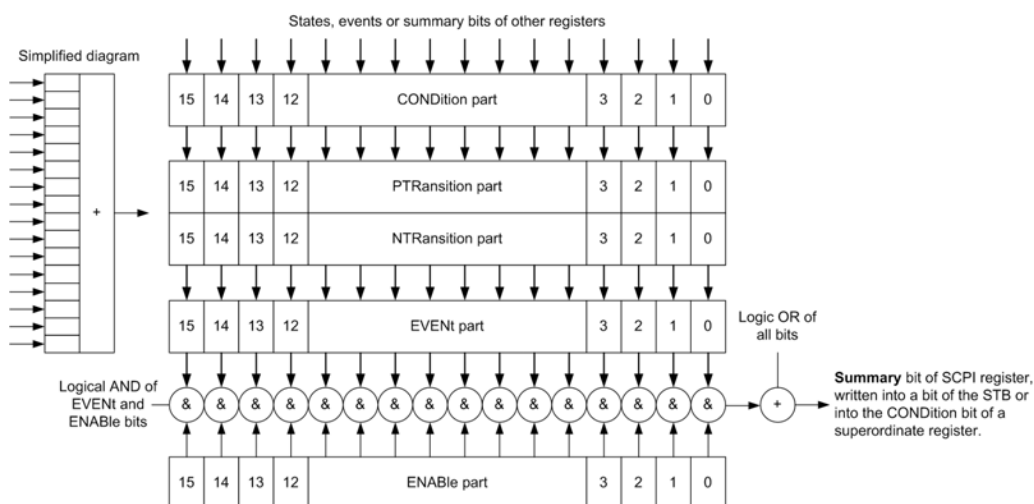 States, events or summary bits of other registers
Simplified diagram
15 14 13 12 CONDition part 3 2 1 0
15 14 13 12 PTRansition part 3 2 1 0
+
15 14 13 12 NTRansition part 3 2 1 0
15 14 13 12 EVENt part 3 2 1 0
Logic OR of
all bits
Logical AND of
EVENt and
ENABle bits
& & & & & & & & & & & & & & & &
+
Summary bit of SCPI register,
written into a bit of the STB or
into the CONDition bit of a
superordinate register.
15 14 13 12 ENABle part 3 2 1 0